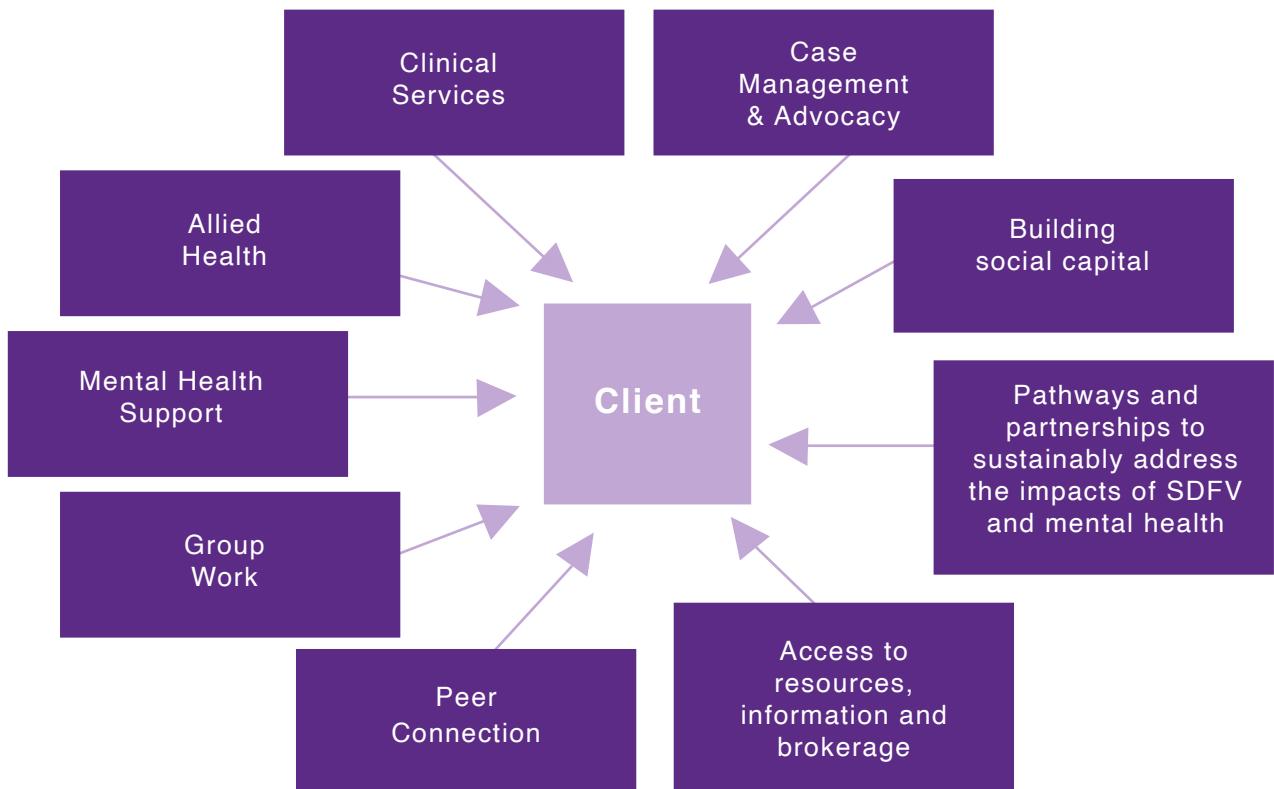 Clinical
Services
Case
Management
& Advocacy
Allied
Health
Building
social capital
Mental Health
Support
Client
Pathways and
partnerships to
sustainably address
the impacts of SDFV
and mental health
Group
Work
Peer
Connection
Access to
resources,
information and
brokerage